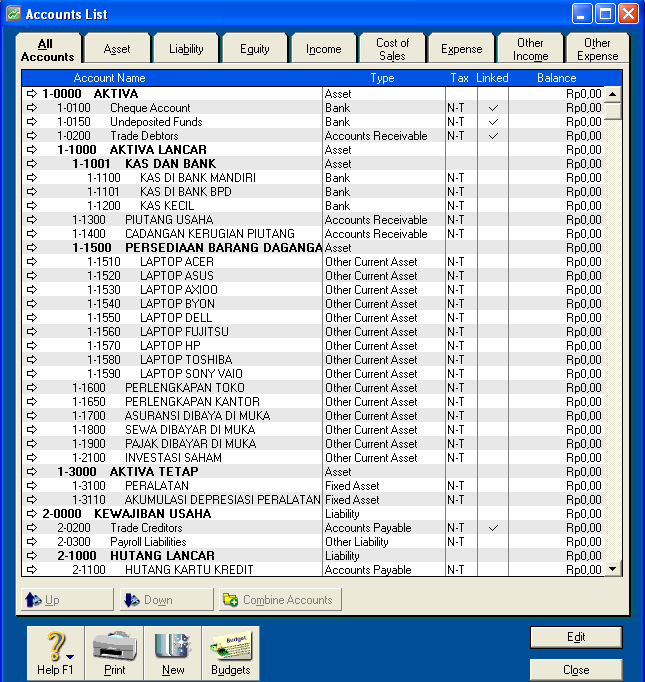 Accounts List
All Accounts Asset Liability Equity Income Cost of Sales Expense Other Income Other Expense
Account Name Type Tax Linked Balance
1-0000 AKTIVA Asset Rp0,00
1-0100 Cheque Account Bank N-T ✓ Rp0,00
1-0150 Undeposited Funds Bank N-T ✓ Rp0,00
1-0200 Trade Debtors Accounts Receivable N-T ✓ Rp0,00
1-1000 AKTIVA LANCAR Asset Rp0,00
1-1001 KAS DAN BANK Asset Rp0,00
1-1100 KAS DI BANK MANDIRI Bank N-T Rp0,00
1-1101 KAS DI BANK BPD Bank N-T Rp0,00
1-1200 KAS KECIL Bank N-T Rp0,00
1-1300 PIUTANG USAHA Accounts Receivable N-T Rp0,00
1-1400 CADANGAN KERUGIAN PIUTANG Accounts Receivable N-T Rp0,00
1-1500 PERSEDIAAN BARANG DAGANGA Asset Rp0,00
1-1510 LAPTOP ACER Other Current Asset N-T Rp0,00
1-1520 LAPTOP ASUS Other Current Asset N-T Rp0,00
1-1530 LAPTOP AXIOO Other Current Asset N-T Rp0,00
1-1540 LAPTOP BYON Other Current Asset N-T Rp0,00
1-1550 LAPTOP DELL Other Current Asset N-T Rp0,00
1-1560 LAPTOP FUJITSU Other Current Asset N-T Rp0,00
1-1570 LAPTOP HP Other Current Asset N-T Rp0,00
1-1580 LAPTOP TOSHIBA Other Current Asset N-T Rp0,00
1-1590 LAPTOP SONY VAIO Other Current Asset N-T Rp0,00
1-1600 PERLENGKAPAN TOKO Other Current Asset N-T Rp0,00
1-1650 PERLENGKAPAN KANTOR Other Current Asset N-T Rp0,00
1-1700 ASURANSI DIBAYA DI MUKA Other Current Asset N-T Rp0,00
1-1800 SEWA DIBAYAR DI MUKA Other Current Asset N-T Rp0,00
1-1900 PAJAK DIBAYAR DI MUKA Other Current Asset N-T Rp0,00
1-2100 INVESTASI SAHAM Other Current Asset N-T Rp0,00
1-3000 AKTIVA TETAP Asset Rp0,00
1-3100 PERALATAN Fixed Asset N-T Rp0,00
1-3110 AKUMULASI DEPRESIASI PERALATAN Fixed Asset N-T Rp0,00
2-0000 KEWAJIBAN USAHA Liability Rp0,00
2-0200 Trade Creditors Accounts Payable N-T ✓ Rp0,00
2-0300 Payroll Liabilities Other Liability N-T Rp0,00
2-1000 HUTANG LANCAR Liability Rp0,00
2-1100 HUTANG KARTU KREDIT Accounts Payable N-T Rp0,00
Up Down Combine Accounts
Budget
Help F1 Print New Budgets
Edit
Close